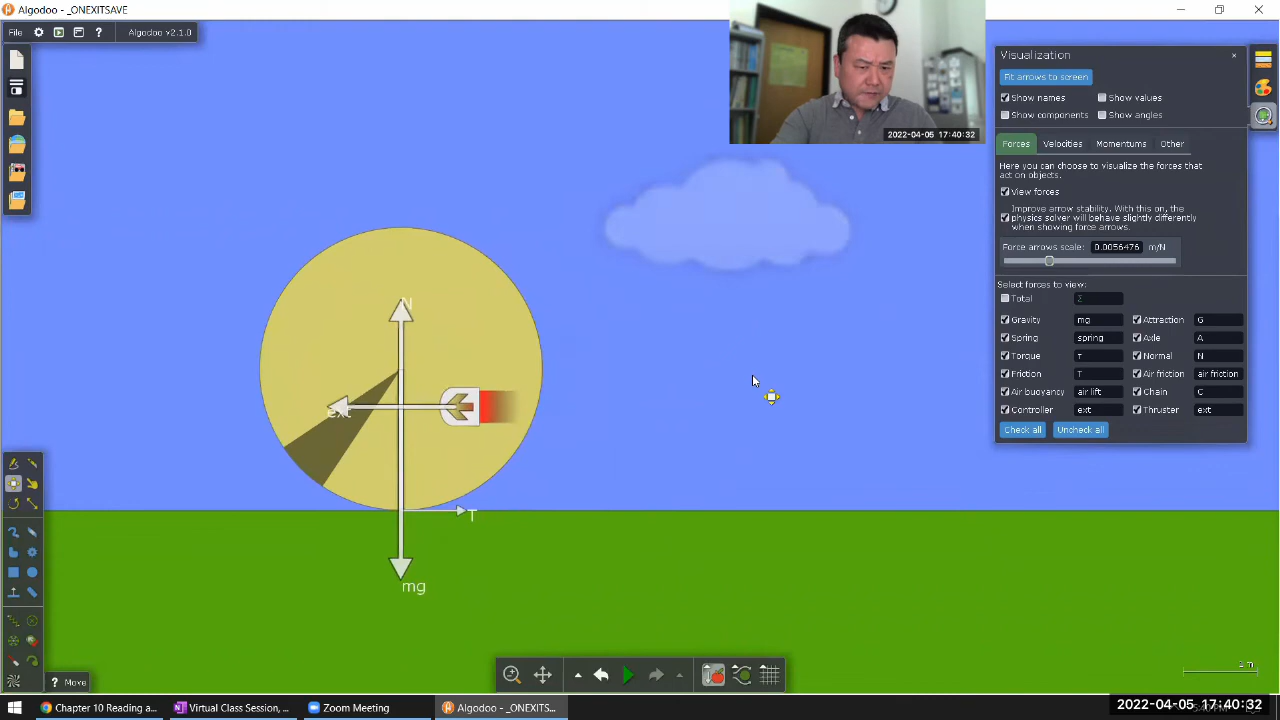 Algodoo - _ONEXITSAVE
File
?
Algodoo v2.1.0
2022-04-05 17:40:32
Visualization
Fit arrows to screen
Show names
Show values
Show components
Show angles
Forces
Velocities
Momentums
Other
Here you can choose to visualize the forces that
act on objects.
View forces
Improve arrow stability. With this on, the
physics solver will behave slightly differently
when showing force arrows.
Force arrows scale: 0.0056476 m/N
Select forces to view:
Total Σ
Gravity mg Attraction G
Spring spring Axle A
Torque τ Normal N
Friction T Air friction air friction
Air buoyancy air lift Chain C
Controller ext Thruster ext
Check all
Uncheck all
N
ext
T
mg
1 m
? Move
Chapter 10 Reading a...
Virtual Class Session, ...
Zoom Meeting
Algodoo - _ONEXITS...
2022-04-05 17:40:32